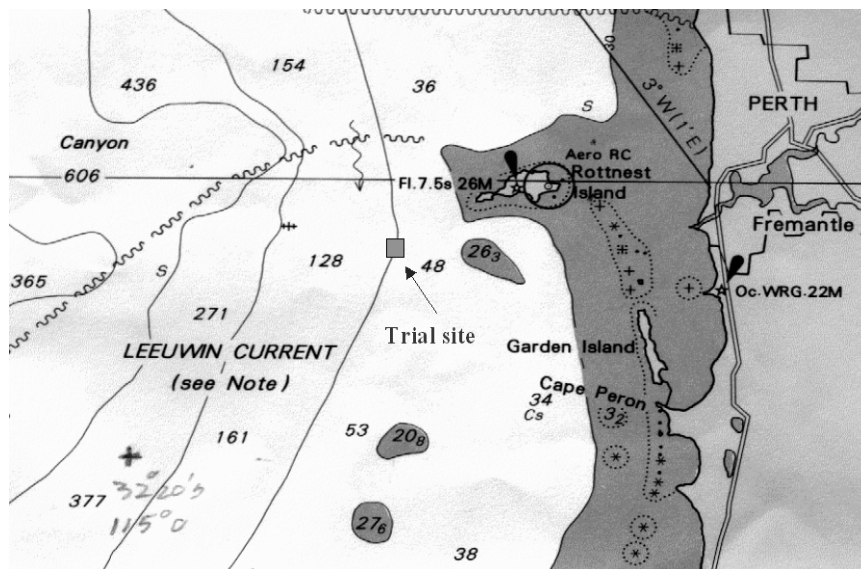 154
436
36
30
S
3°W(1'E)
PERTH
Canyon
606
Aero RC
Fl.7.5s 26M
Rottnest
Island
Fremantle
26₃
365
S
128
48
Oc.WRG.22M
271
Trial site
LEEUWIN CURRENT
(see Note)
Garden Island
Cape Peron
34
Cs
3₂
161
53
20₈
32°20'S
115°0
377
27₆
38